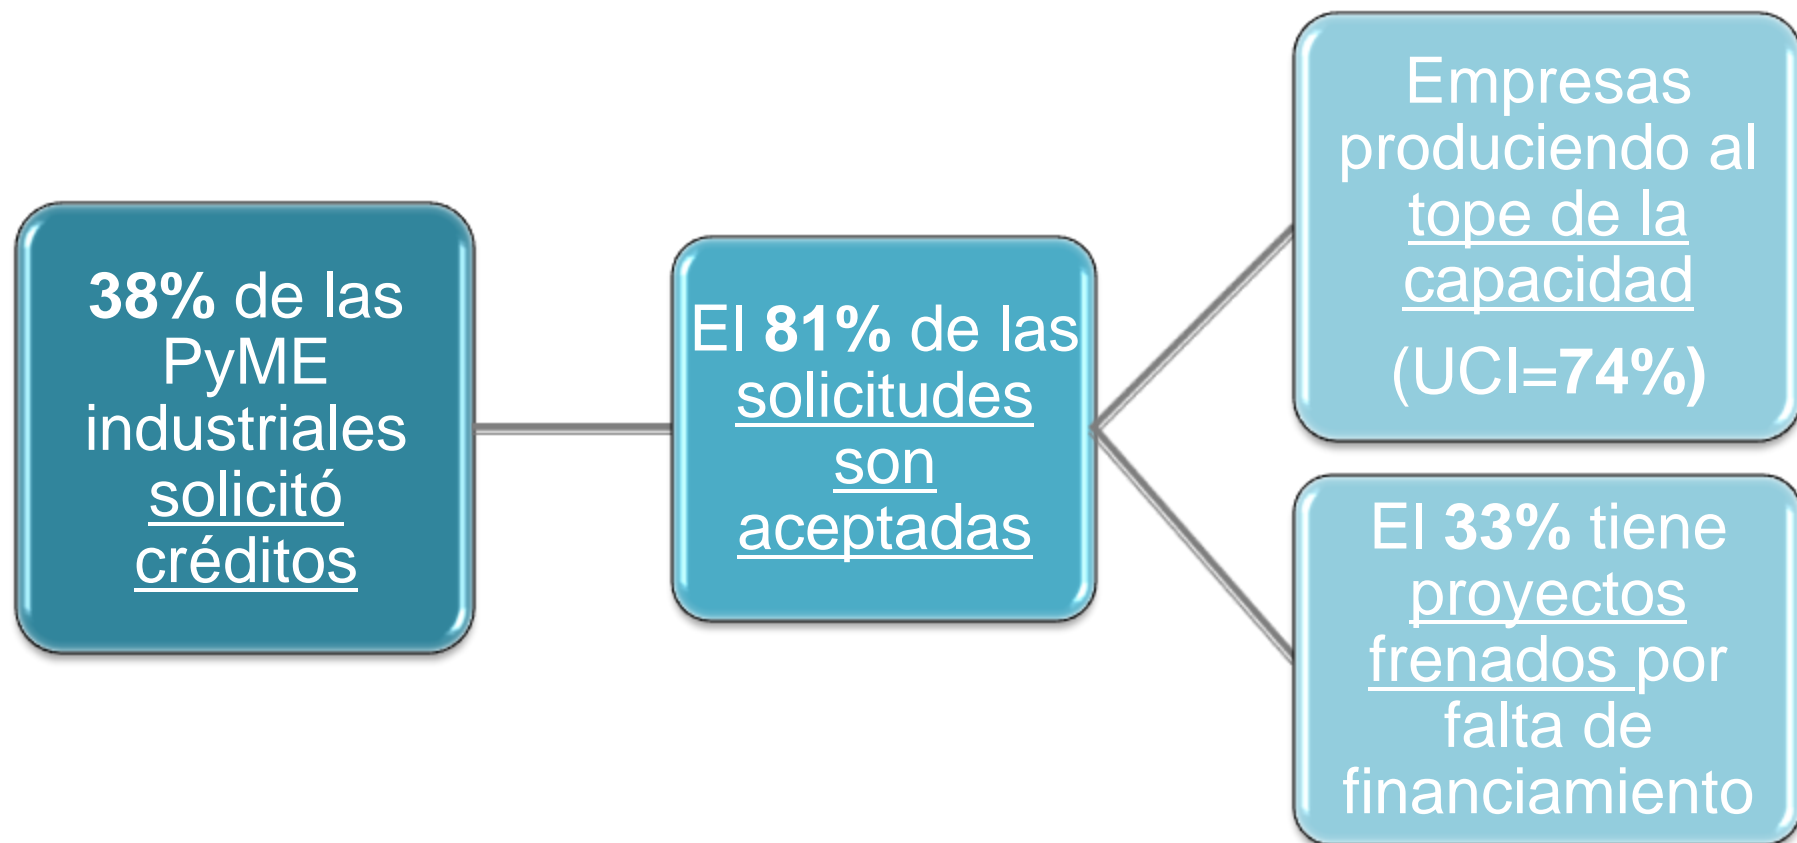 38% de las
PyME
industriales
solicitó
créditos
El 81% de las
solicitudes
son
aceptadas
Empresas
produciendo al
tope de la
capacidad
(UCI=74%)
El 33% tiene
proyectos
frenados por
falta de
financiamiento